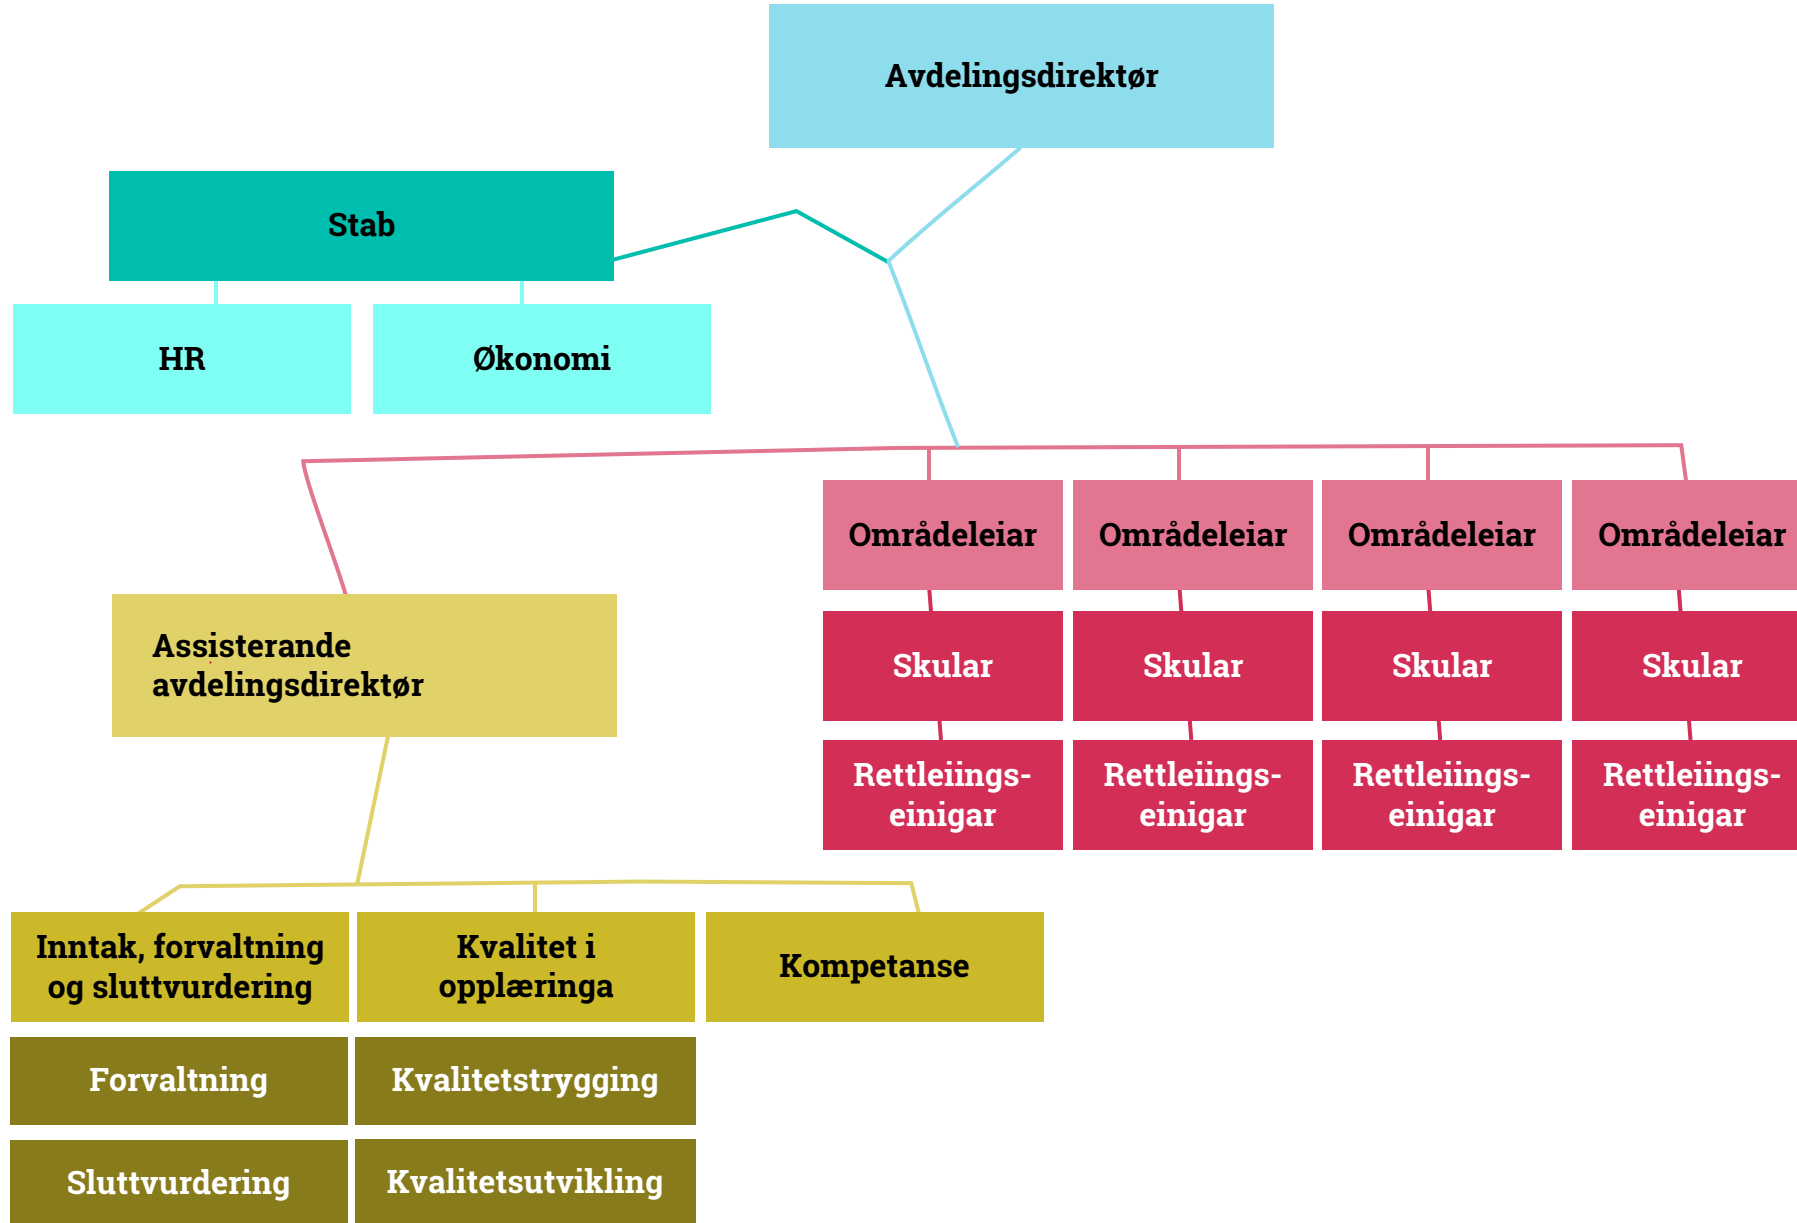 Avdelingsdirektør
Stab
HR
Økonomi
Områdeleiar
Områdeleiar
Områdeleiar
Områdeleiar
Skular
Skular
Skular
Skular
Rettleiings-
einigar
Rettleiings-
einigar
Rettleiings-
einigar
Rettleiings-
einigar
Assisterande
avdelingsdirektør
Inntak, forvaltning
og sluttvurdering
Kvalitet i
opplæringa
Kompetanse
Forvaltning
Kvalitetstrygging
Sluttvurdering
Kvalitetsutvikling